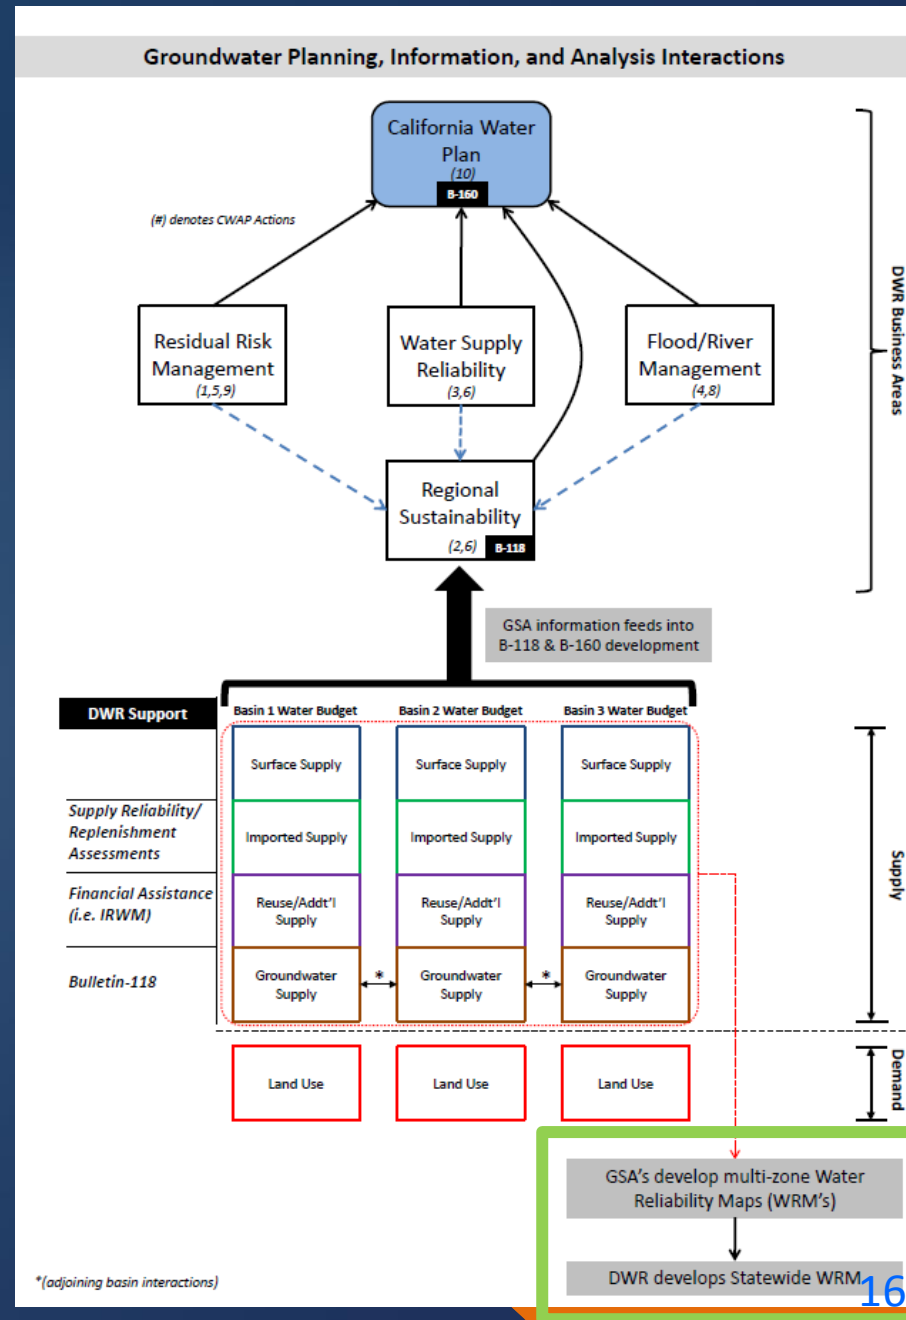 Groundwater Planning, Information, and Analysis Interactions
California Water
Plan
(10)
B-160
(#) denotes CWAP Actions
Residual Risk
Management
(1,5,9)
Water Supply
Reliability
(3,6)
Flood/River
Management
(4,8)
DWR Business Areas
Regional
Sustainability
(2,6)
B-118
GSA information feeds into
B-118 & B-160 development
DWR Support
Basin 1 Water Budget
Basin 2 Water Budget
Basin 3 Water Budget
Surface Supply
Surface Supply
Surface Supply
Supply Reliability/
Replenishment
Assessments
Imported Supply
Imported Supply
Imported Supply
Supply
Financial Assistance
(i.e. IRWM)
Reuse/Addt'l
Supply
Reuse/Addt'l
Supply
Reuse/Addt'l
Supply
Bulletin-118
Groundwater
Supply
*
Groundwater
Supply
*
Groundwater
Supply
Land Use
Land Use
Land Use
Demand
GSA's develop multi-zone Water
Reliability Maps (WRM's)
DWR develops Statewide WRM
*(adjoining basin interactions)
16